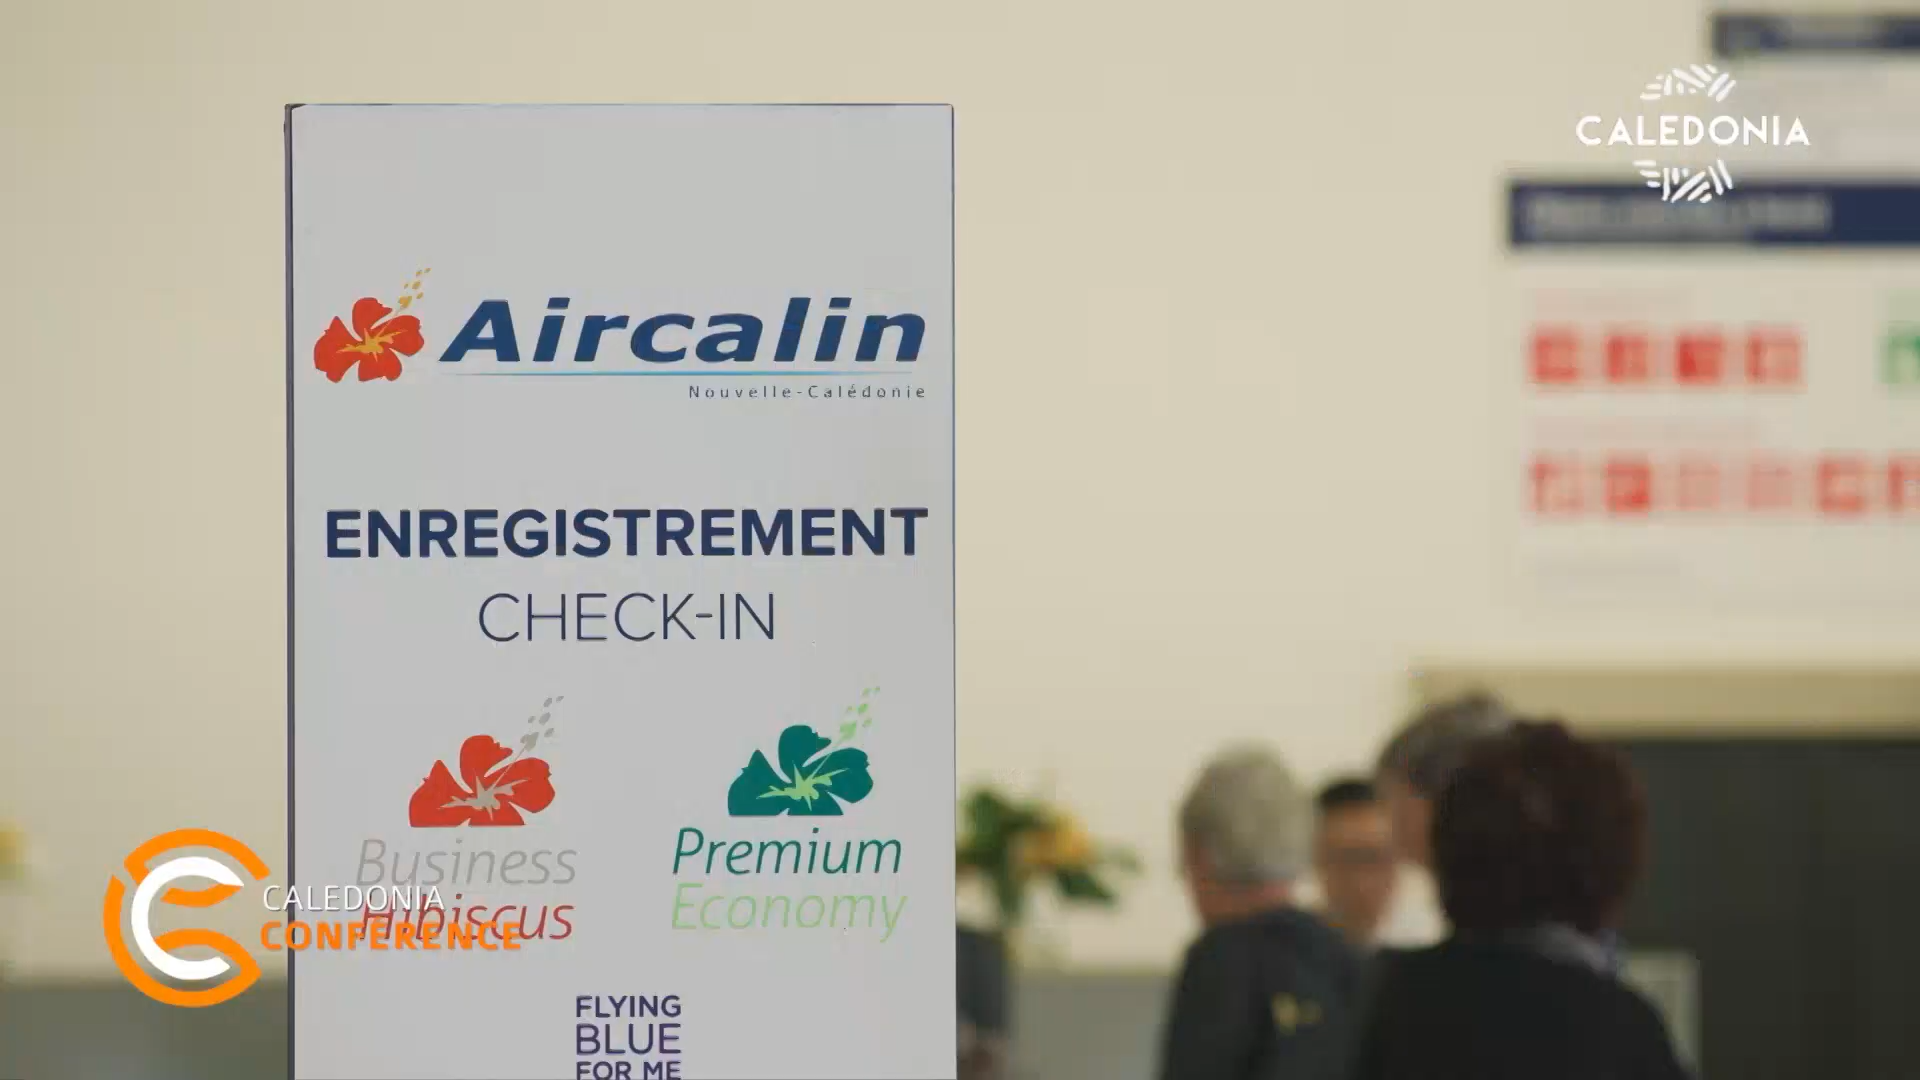 CALEDONIA
Aircalin
Nouvelle-Calédonie
ENREGISTREMENT
CHECK-IN
Business
Hibiscus
Premium
Economy
CALEDONIA
CONFERENCE
FLYING
BLUE
FOR ME